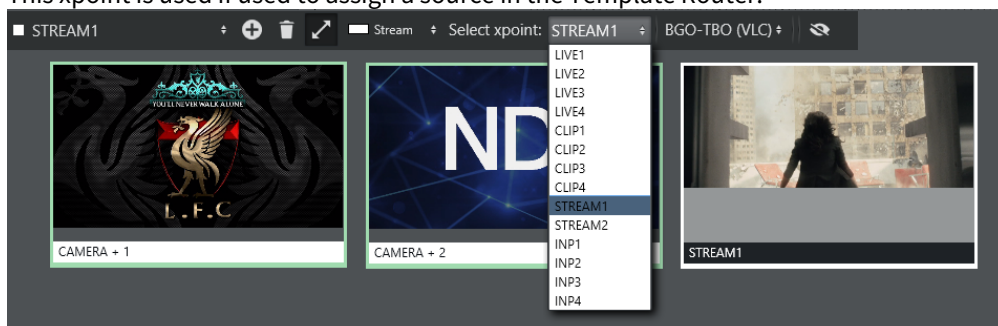 This xpoint is used if used to assign a source in the Template Router.
STREAM1
Stream
Select xpoint:
STREAM1
BGO-TBO (VLC)
LIVE1
LIVE2
LIVE3
LIVE4
CLIP1
CLIP2
CLIP3
CLIP4
STREAM1
STREAM2
INP1
INP2
INP3
INP4
YOU'LL NEVER WALK ALONE
L.F.C
CAMERA + 1
ND
CAMERA + 2
STREAM1